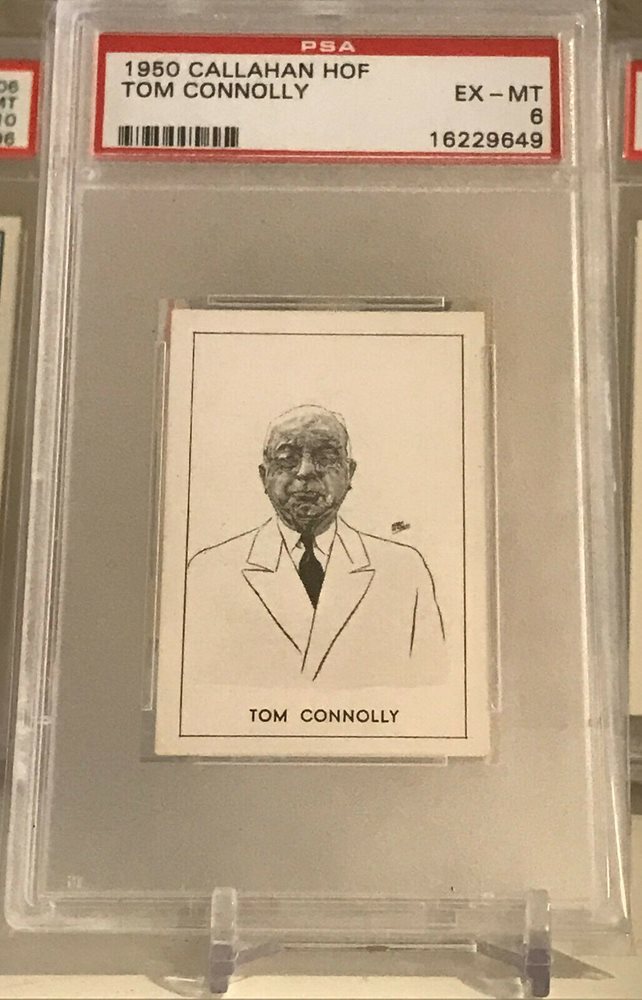 PSA
1950 CALLAHAN HOF
TOM CONNOLLY
EX-MT
6
16229649
TOM CONNOLLY